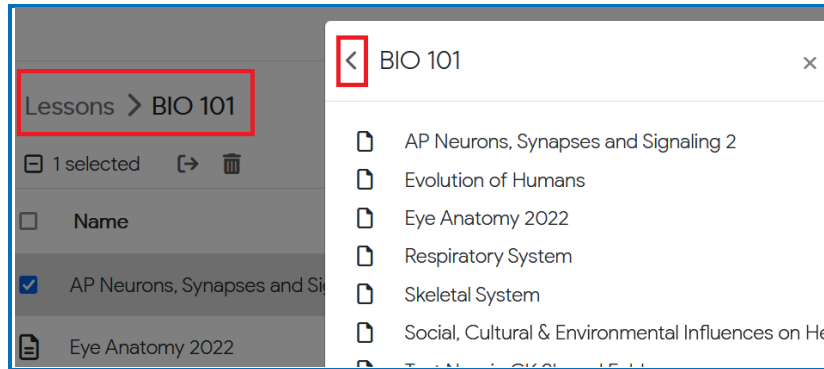 Lessons > BIO 101
1 selected
Name
AP Neurons, Synapses and Si
Eye Anatomy 2022
BIO 101
AP Neurons, Synapses and Signaling 2
Evolution of Humans
Eye Anatomy 2022
Respiratory System
Skeletal System
Social, Cultural & Environmental Influences on He